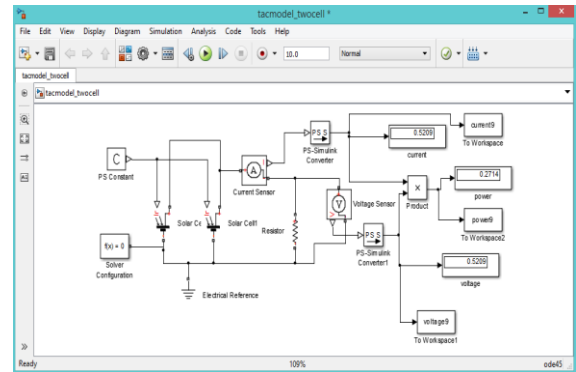 tacmodel_twocell *
File Edit View Display Diagram Simulation Analysis Code Tools Help
10.0 Normal
tacmodel_twocell
tacmodel_twocell
C
PS Constant
f(x) = 0
Solver
Configuration
Solar Ce
Solar Cell1
Electrical Reference
A
Current Sensor
Resistor
V
Voltage Sensor
PS S
PS-Simulink
Converter
PS S
PS-Simulink
Converter1
0.5209
current
current9
To Workspace
×
Product
0.2714
power
power9
To Workspace2
0.5209
voltage
voltage9
To Workspace1
Ready 109% ode45